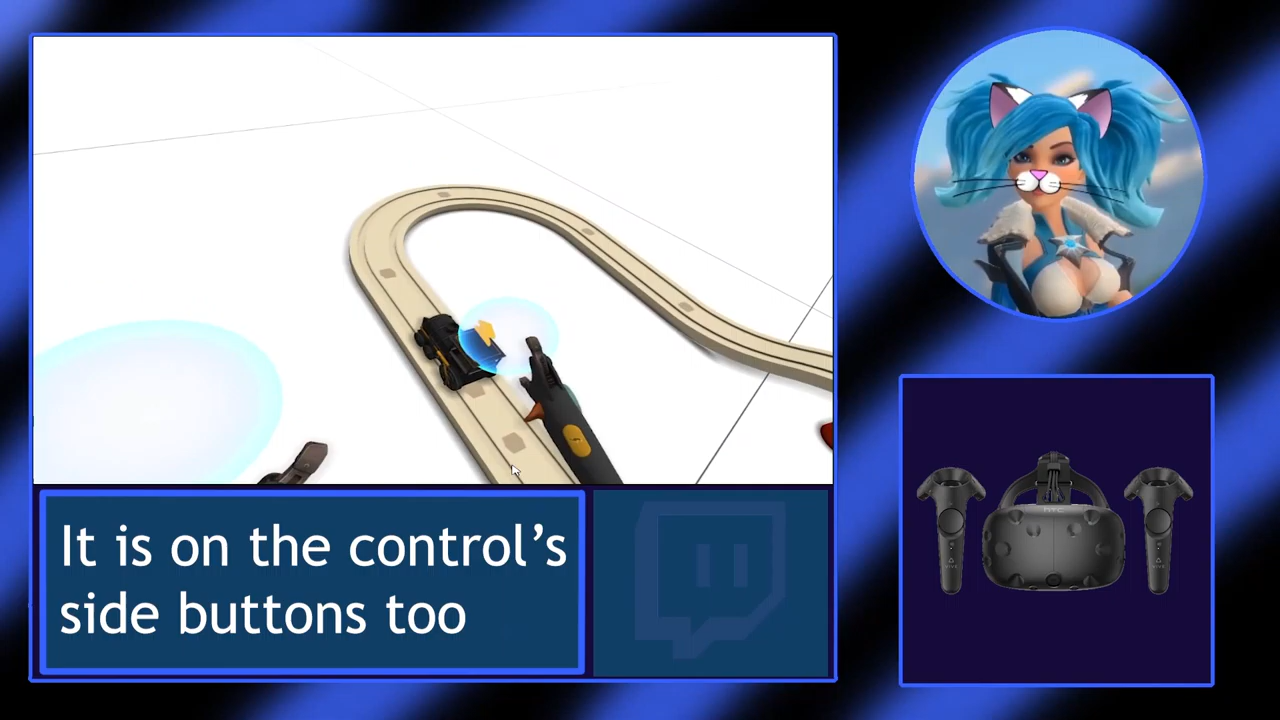 It is on the control’s
side buttons too